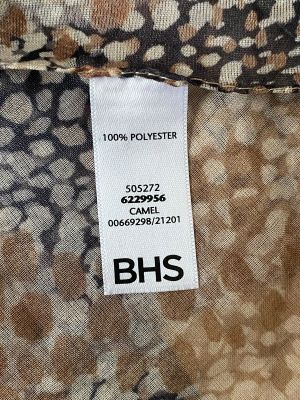 100% POLYESTER
505272
6229956
CAMEL
00669298/21201
BHS